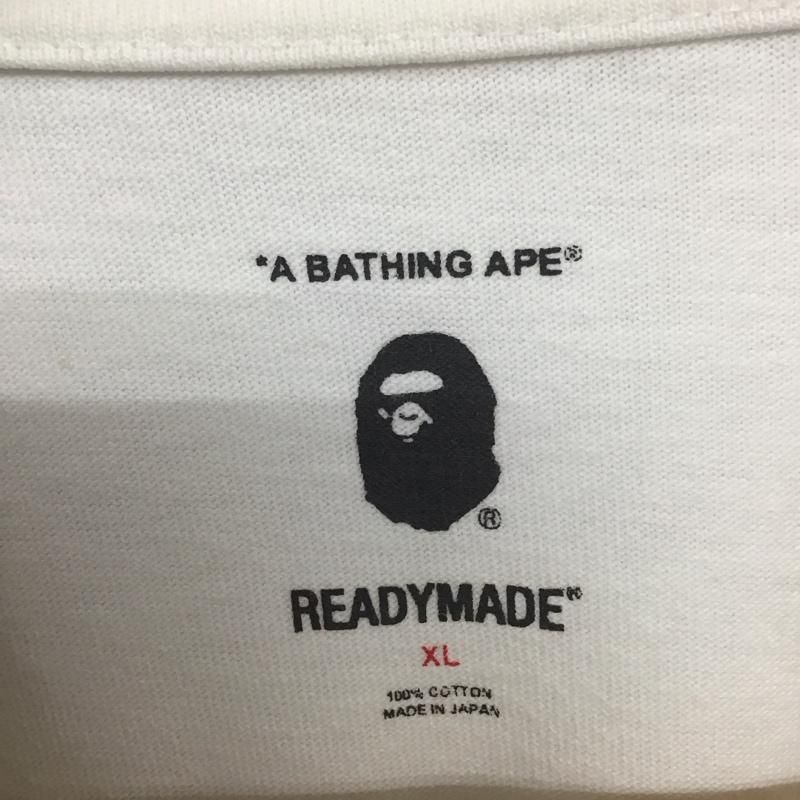 *A BATHING APE®
®
READYMADE®
XL
100% COTTON
MADE IN JAPAN